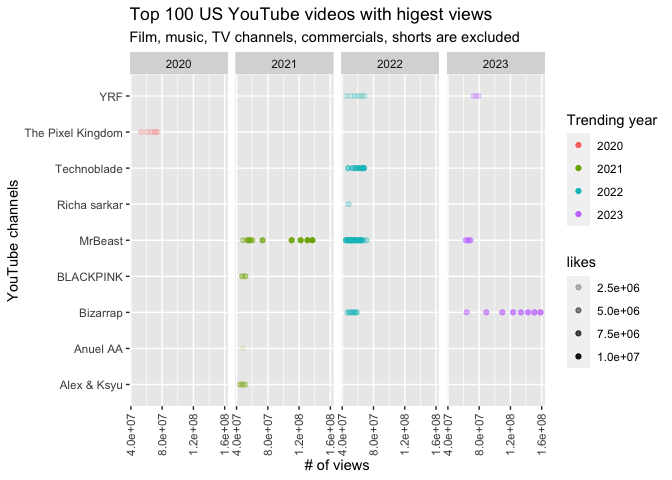 Top 100 US YouTube videos with higest views
Film, music, TV channels, commercials, shorts are excluded
2020
2021
2022
2023
YRF
The Pixel Kingdom
Technoblade
Richa sarkar
MrBeast
BLACKPINK
Bizarrap
Anuel AA
Alex & Ksyu
YouTube channels
4.0e+07
8.0e+07
1.2e+08
1.6e+08
4.0e+07
8.0e+07
1.2e+08
1.6e+08
4.0e+07
8.0e+07
1.2e+08
1.6e+08
4.0e+07
8.0e+07
1.2e+08
1.6e+08
# of views
Trending year
2020
2021
2022
2023
likes
2.5e+06
5.0e+06
7.5e+06
1.0e+07